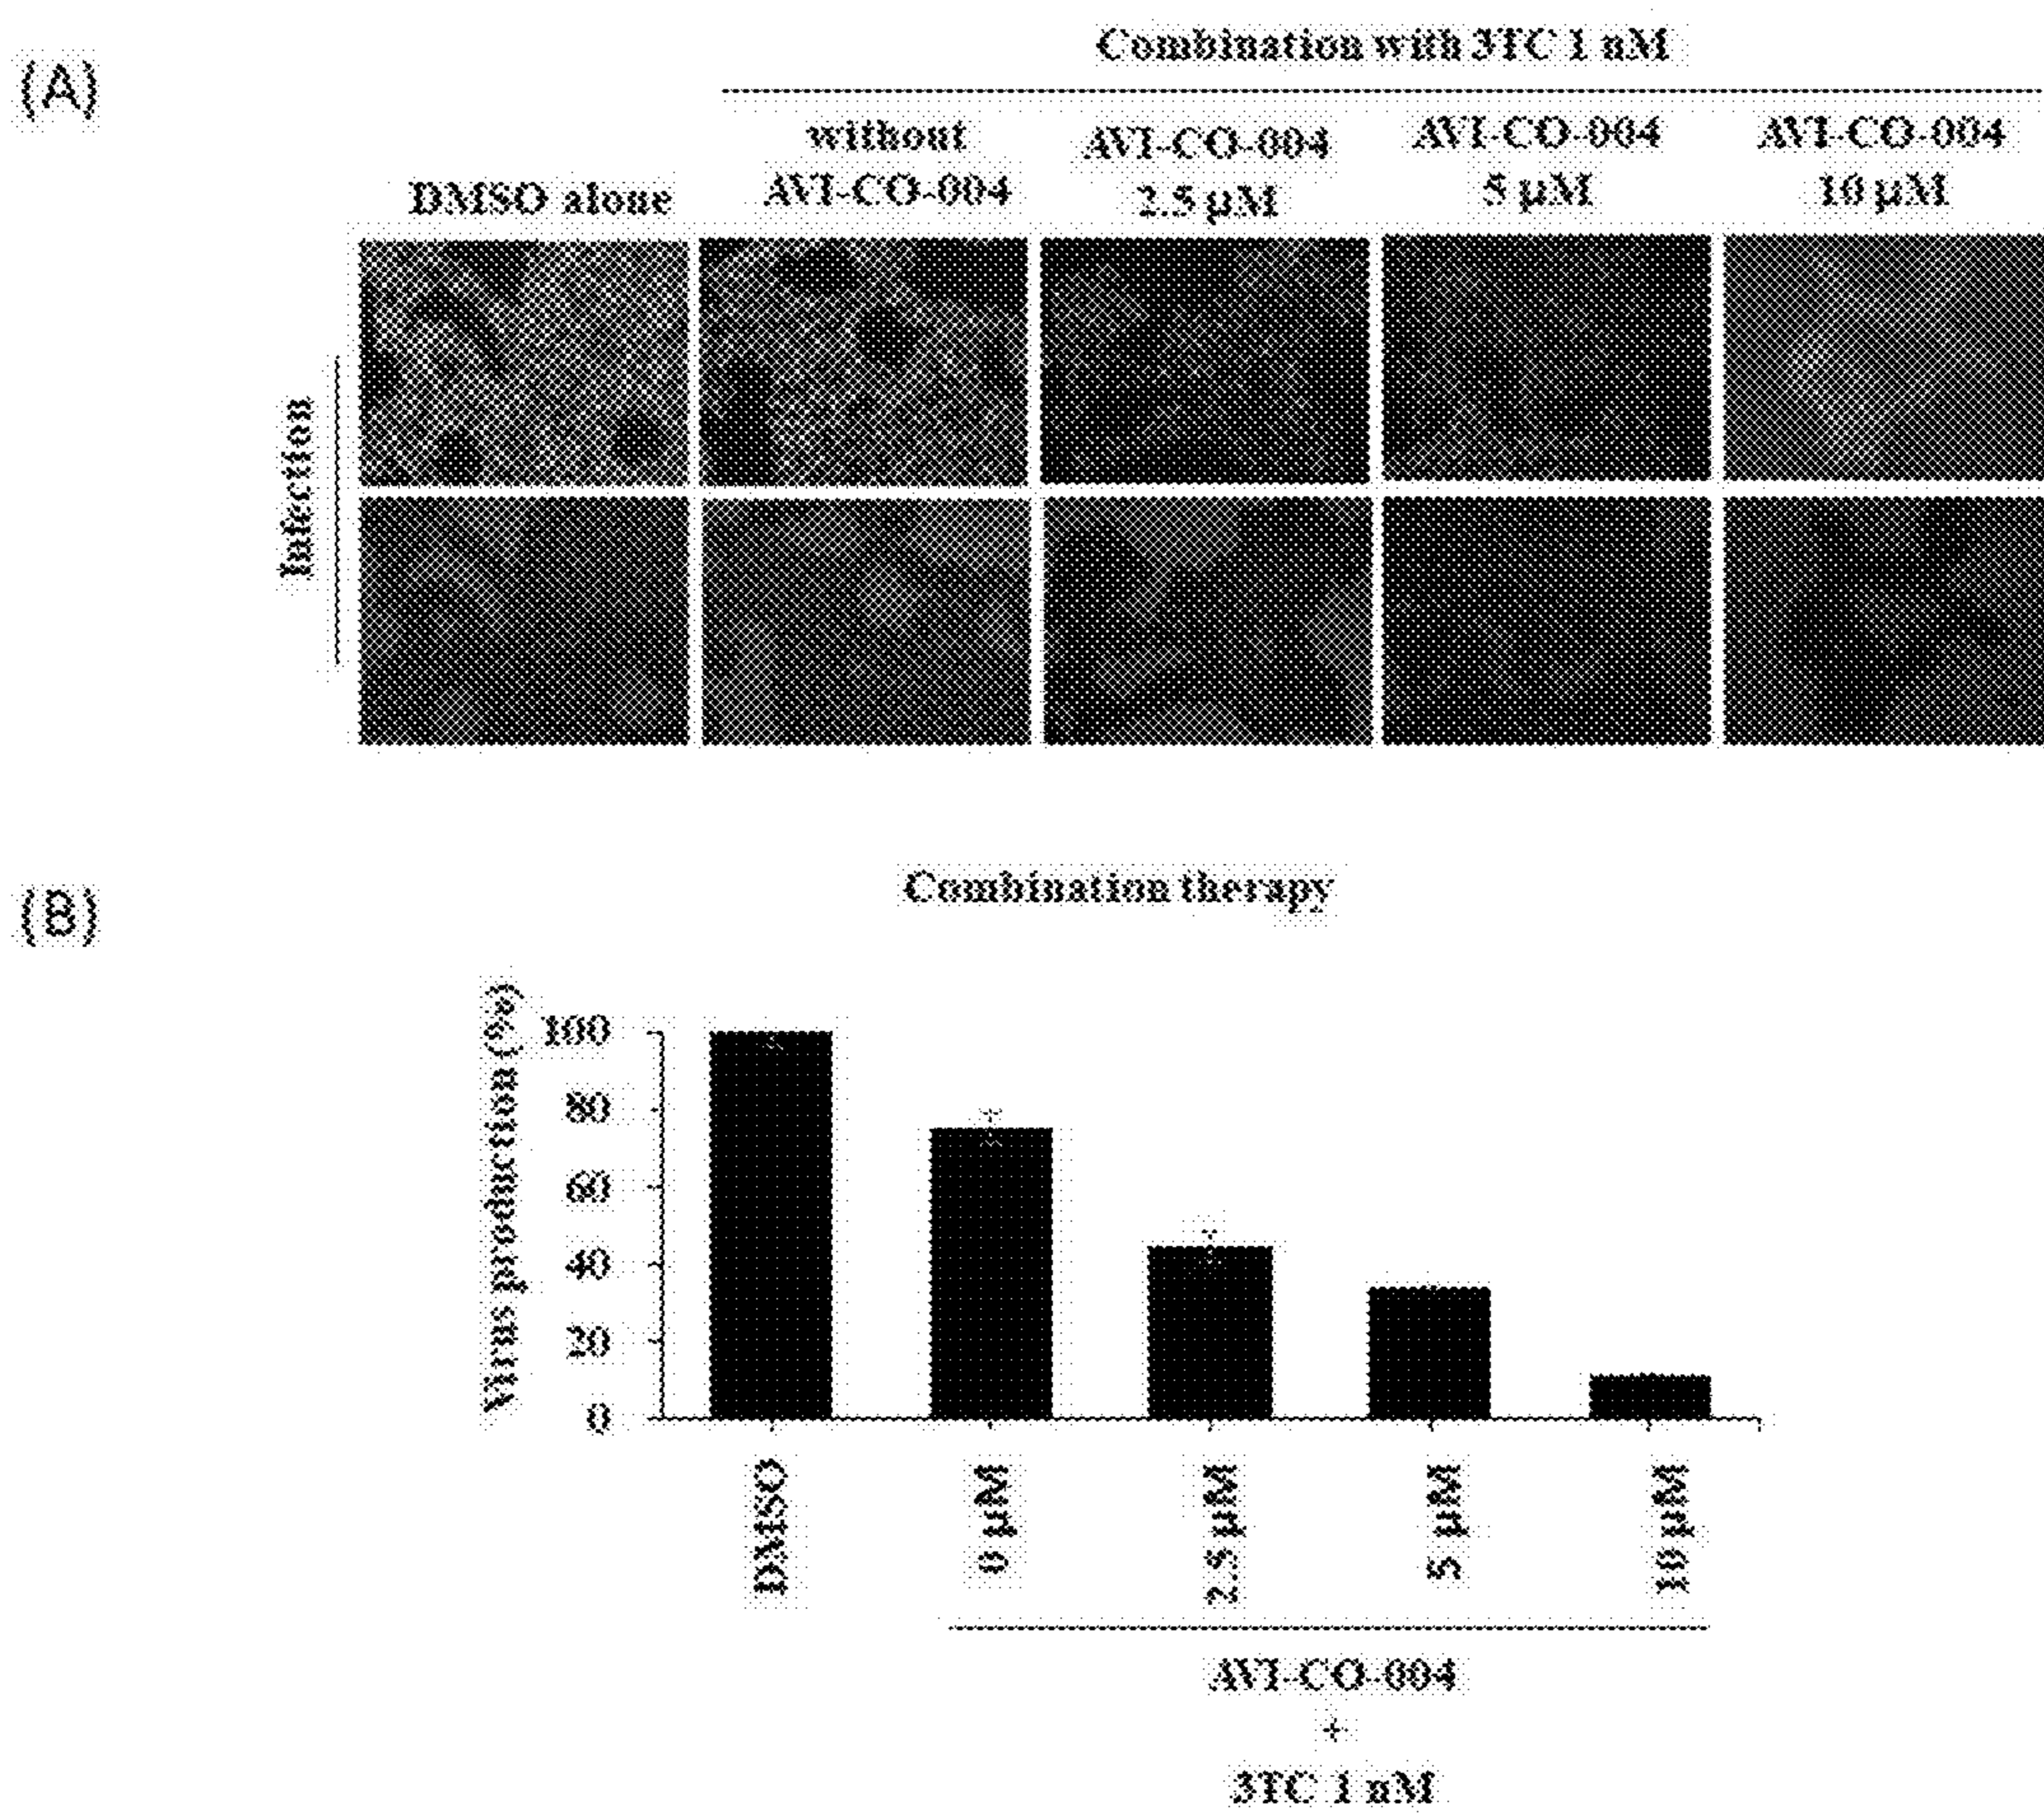 (A)
Combination with 3TC 1 nM
DMSO alone
without
AVI-CO-004
AVI-CO-004
2.5 µM
AVI-CO-004
5 µM
AVI-CO-004
10 µM
Infection
(B)
Combination therapy
Virus production (%)
100
80
60
40
20
0
DMSO
0 µM
2.5 µM
5 µM
10 µM
AVI-CO-004
+
3TC 1 nM